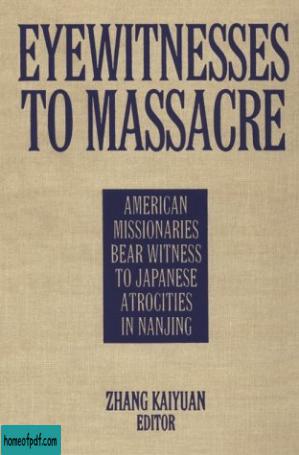 EYEWITNESSES
TO MASSACRE
AMERICAN
MISSIONARIES
BEAR WITNESS
TO JAPANESE
ATROCITIES
IN NANJING
ZHANG KAIYUAN
EDITOR
homeofpdf.com